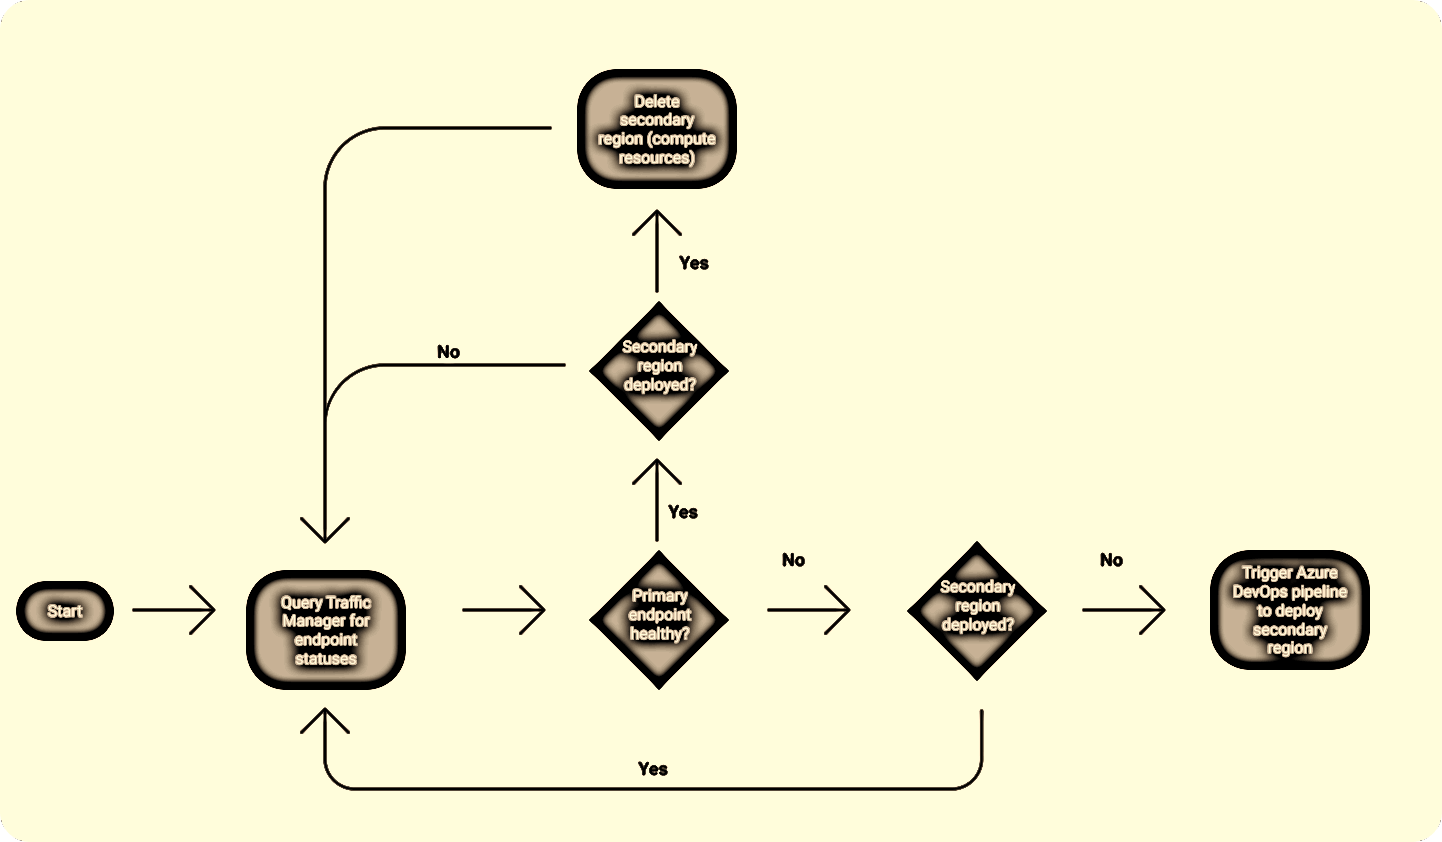 Delete
secondary
region (compute
resources)
Yes
Secondary
region
deployed?
No
Yes
Start
Query Traffic
Manager for
endpoint
statuses
Primary
endpoint
healthy?
No
Secondary
region
deployed?
No
Trigger Azure
DevOps pipeline
to deploy
secondary
region
Yes